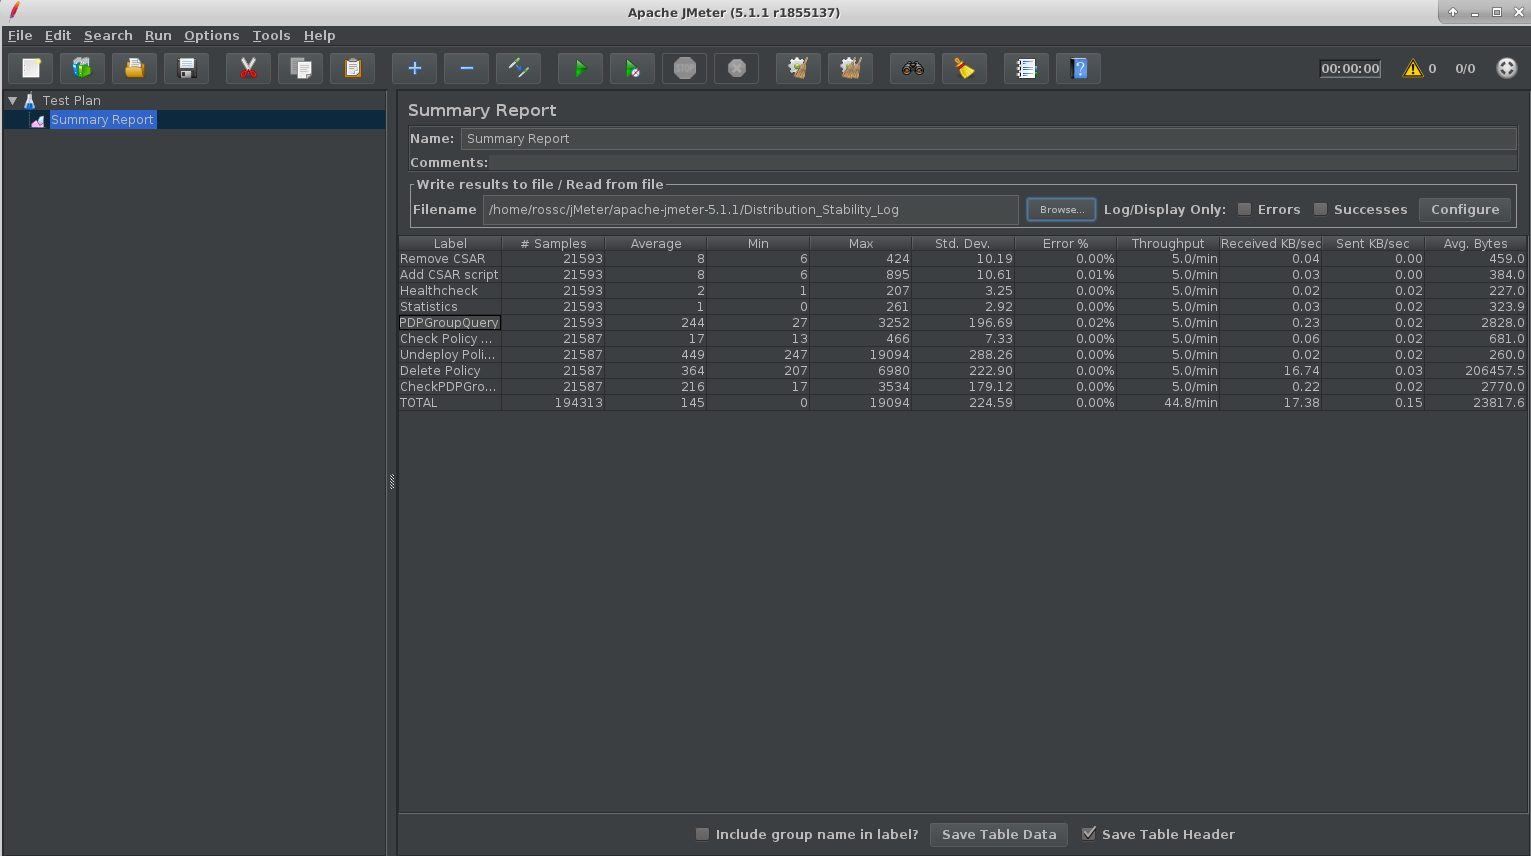 Apache JMeter (5.1.1 r1855137)
File Edit Search Run Options Tools Help
STOP
00:00:00 0 0/0
Test Plan
Summary Report
Summary Report
Name: Summary Report
Comments:
Write results to file / Read from file
Filename /home/rossc/jMeter/apache-jmeter-5.1.1/Distribution_Stability_Log Browse... Log/Display Only: Errors Successes Configure
Label # Samples Average Min Max Std. Dev. Error % Throughput Received KB/sec Sent KB/sec Avg. Bytes
Remove CSAR 21593 8 6 424 10.19 0.00% 5.0/min 0.04 0.00 459.0
Add CSAR script 21593 8 6 895 10.61 0.01% 5.0/min 0.03 0.00 384.0
Healthcheck 21593 2 1 207 3.25 0.00% 5.0/min 0.02 0.02 227.0
Statistics 21593 1 0 261 2.92 0.00% 5.0/min 0.03 0.02 323.9
PDPGroupQuery 21593 244 27 3252 196.69 0.02% 5.0/min 0.23 0.02 2828.0
Check Policy ... 21587 17 13 466 7.33 0.00% 5.0/min 0.06 0.02 681.0
Undeploy Poli... 21587 449 247 19094 288.26 0.00% 5.0/min 0.02 0.02 260.0
Delete Policy 21587 364 207 6980 222.90 0.00% 5.0/min 16.74 0.03 206457.5
CheckPDPGro... 21587 216 17 3534 179.12 0.00% 5.0/min 0.22 0.02 2770.0
TOTAL 194313 145 0 19094 224.59 0.00% 44.8/min 17.38 0.15 23817.6
Include group name in label? Save Table Data Save Table Header